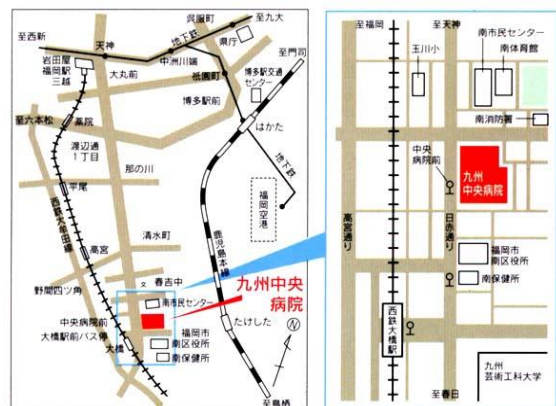 至西新
呉服町
至九大
天神
地下鉄
県庁
岩田屋
福岡駅
三越
大丸前
中洲川端
祇園町
至門司
博多駅交通
センター
博多駅前
至六本松
薬院
はかた
渡辺通
1丁目
那の川
地下鉄
平尾
福岡空港
西鉄大牟田線
清水町
鹿児島本線
高宮
春吉中
文
野間四ツ角
南市民センター
九州中央
病院
中央病院前
大橋駅前バス停
大橋
福岡市
南区役所
南保健所
たけした
N
至鳥栖
至福岡
至天神
南市民センター
南体育館
玉川小
南消防署
中央
病院前
九州
中央病院
高宮通り
日赤通り
福岡市
南区役所
南保健所
西鉄大橋駅
九州
芸術工科大学
至春日